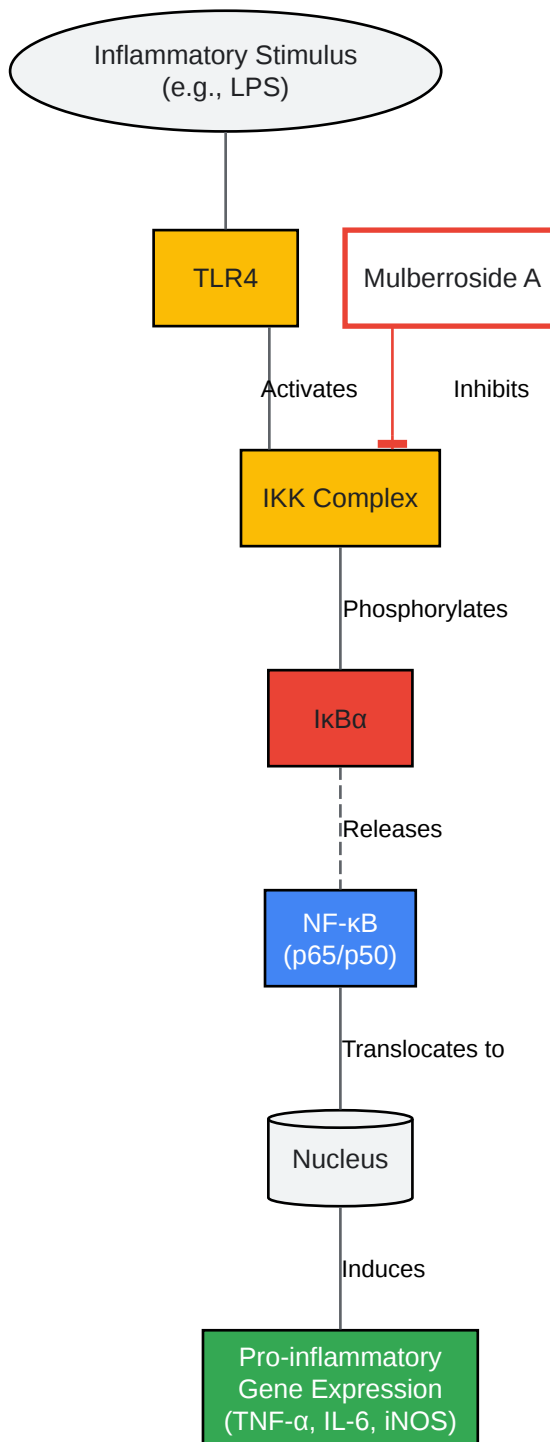 Inflammatory Stimulus
(e.g., LPS)
TLR4
Mulberroside A
Activates
Inhibits
IKK Complex
Phosphorylates
IκBα
Releases
NF-κB
(p65/p50)
Translocates to
Nucleus
Induces
Pro-inflammatory
Gene Expression
(TNF-α, IL-6, iNOS)